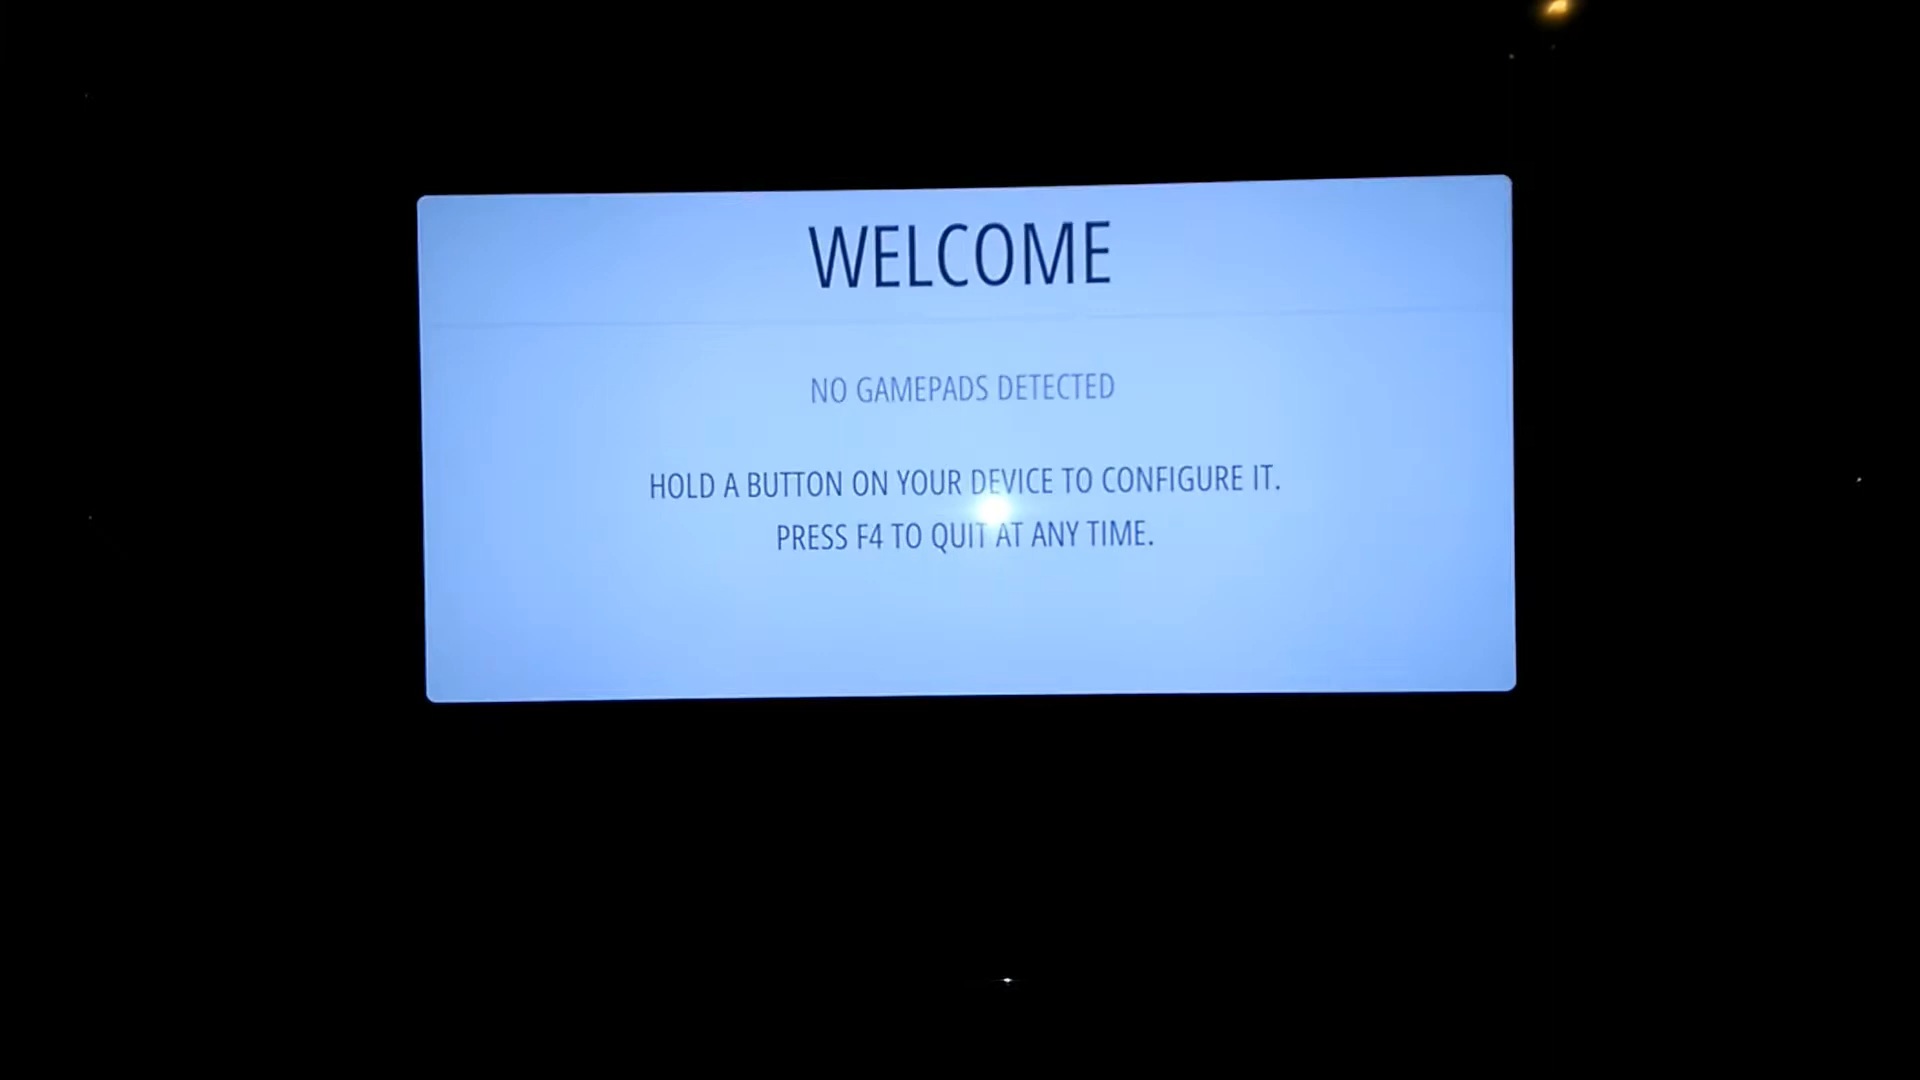 WELCOME
NO GAMEPADS DETECTED
HOLD A BUTTON ON YOUR DEVICE TO CONFIGURE IT.
PRESS F4 TO QUIT AT ANY TIME.